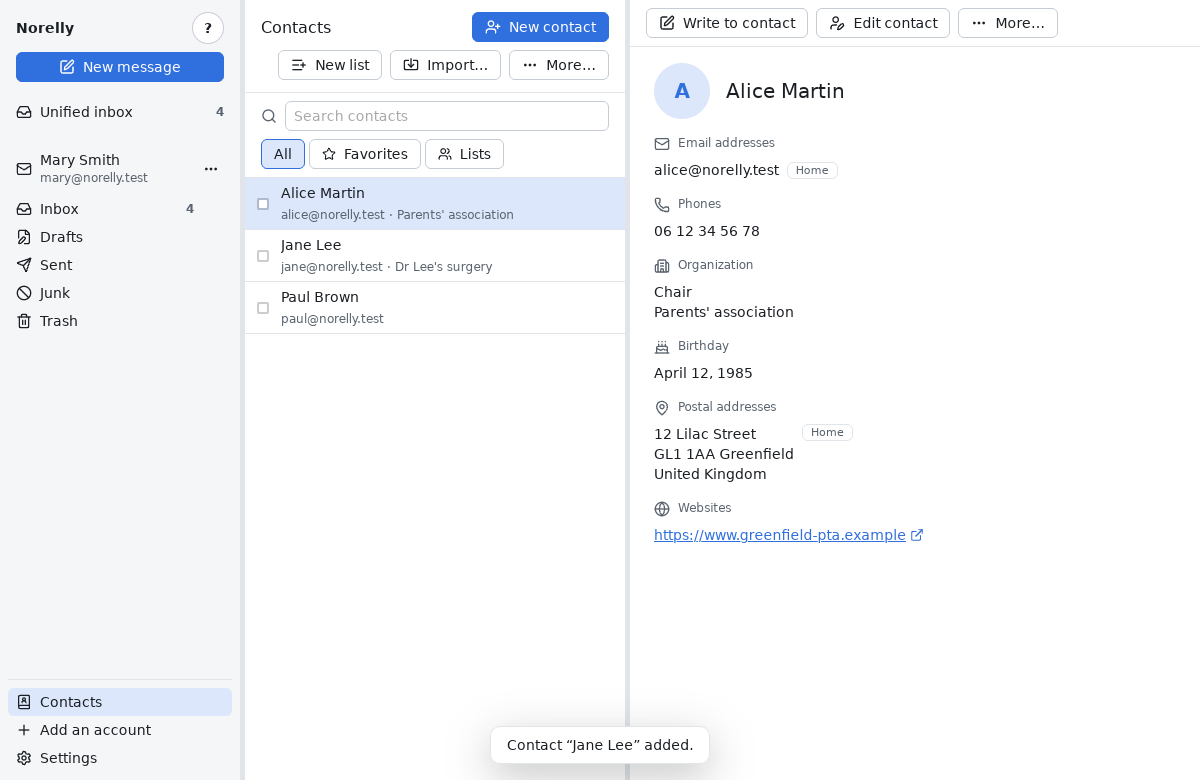 Norelly
?
New message
Unified inbox 4
Mary Smith
mary@norelly.test
Inbox 4
Drafts
Sent
Junk
Trash
Contacts
Add an account
Settings
Contacts
New contact
New list
Import...
More...
Search contacts
All
Favorites
Lists
Alice Martin
alice@norelly.test · Parents' association
Jane Lee
jane@norelly.test · Dr Lee's surgery
Paul Brown
paul@norelly.test
Write to contact
Edit contact
More...
A
Alice Martin
Email addresses
alice@norelly.test Home
Phones
06 12 34 56 78
Organization
Chair
Parents' association
Birthday
April 12, 1985
Postal addresses
12 Lilac Street Home
GL1 1AA Greenfield
United Kingdom
Websites
https://www.greenfield-pta.example
Contact “Jane Lee” added.